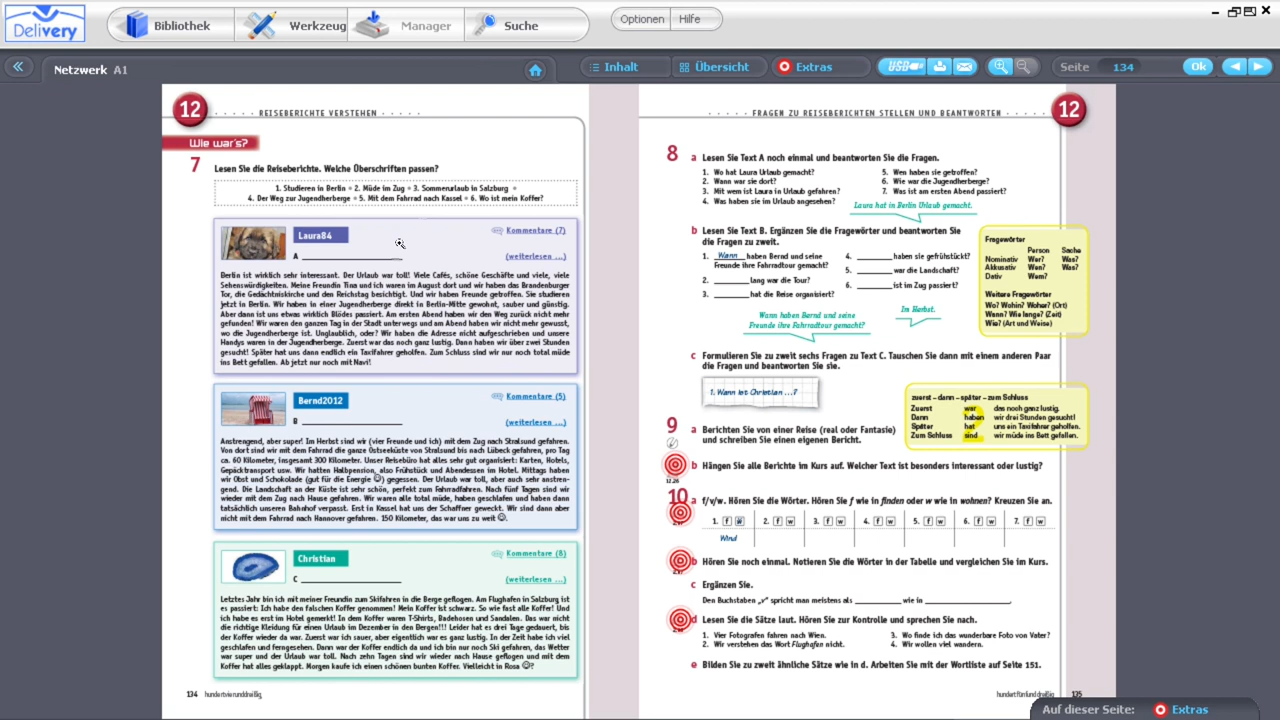 Delivery
Bibliothek
Werkzeug
Manager
Suche
Optionen
Hilfe
Netzwerk A1
Inhalt
Übersicht
Extras
USB
Seite 134
Ok
12
REISEBERICHTE VERSTEHEN
Wie war's?
7 Lesen Sie die Reiseberichte. Welche Überschriften passen?
1. Studieren in Berlin • 2. Müde im Zug • 3. Sommerurlaub in Salzburg •
4. Der Weg zur Jugendherberge • 5. Mit dem Fahrrad nach Kassel • 6. Wo ist mein Koffer?
Laura84
Kommentare (7)
A
(weiterlesen ...)
Berlin ist wirklich sehr interessant. Der Urlaub war toll! Viele Cafés, schöne Geschäfte und viele, viele
Sehenswürdigkeiten. Meine Freundin Tina und ich waren im August dort und wir haben das Brandenburger
Tor, die Gedächtniskirche und den Reichstag besichtigt. Und wir haben Freunde getroffen. Sie studieren
jetzt in Berlin. Wir haben in einer Jugendherberge direkt in Berlin-Mitte gewohnt, sauber und günstig.
Aber dann ist uns etwas wirklich Blödes passiert. Am ersten Abend haben wir den Weg zurück nicht mehr
gefunden! Wir waren den ganzen Tag in der Stadt unterwegs und am Abend haben wir nicht mehr gewusst,
wo die Jugendherberge ist. Unglaublich, oder? Wir haben die Adresse nicht aufgeschrieben und unsere
Handys waren in der Jugendherberge. Zuerst war das noch ganz lustig. Dann haben wir über zwei Stunden
gesucht! Später hat uns dann endlich ein Taxifahrer geholfen. Zum Schluss sind wir nur noch total müde
ins Bett gefallen. Ab jetzt nur noch mit Navi!
Bernd2012
Kommentare (5)
B
(weiterlesen ...)
Anstrengend, aber super! Im Herbst sind wir (vier Freunde und ich) mit dem Zug nach Stralsund gefahren.
Von dort sind wir mit dem Fahrrad die ganze Ostseeküste von Stralsund bis nach Lübeck gefahren, pro Tag
ca. 60 Kilometer, insgesamt 300 Kilometer. Unser Reisebüro hat alles sehr gut organisiert: Karten, Hotels,
Gepäcktransport usw. Wir hatten Halbpension, also Frühstück und Abendessen im Hotel. Mittags haben
wir Obst und Schokolade (gut für die Energie ☺) gegessen. Der Urlaub war toll, aber auch sehr anstren-
gend. Die Landschaft an der Küste ist sehr schön, perfekt zum Fahrradfahren. Nach fünf Tagen sind wir
wieder mit dem Zug nach Hause gefahren. Wir waren alle total müde, haben geschlafen und haben dann
tatsächlich unseren Bahnhof verpasst. Erst in Kassel hat uns der Schaffner geweckt. Wir sind dann aber
nicht mit dem Fahrrad nach Hannover gefahren. 150 Kilometer, das war uns zu weit ☺.
Christian
Kommentare (8)
C
(weiterlesen ...)
Letztes Jahr bin ich mit meiner Freundin zum Skifahren in die Berge geflogen. Am Flughafen in Salzburg ist
es passiert: Ich habe den falschen Koffer genommen! Mein Koffer ist schwarz. So wie fast alle Koffer! Und
ich habe es erst im Hotel gemerkt! In dem Koffer waren T-Shirts, Badehosen und Sandalen. Das war nicht
die richtige Kleidung für einen Urlaub im Dezember in den Bergen!!! Leider hat es drei Tage gedauert, bis
der Koffer wieder da war. Zuerst war ich sauer, aber eigentlich war es ganz lustig. In der Zeit habe ich viel
geschlafen und ferngesehen. Dann war der Koffer endlich da und ich bin nur noch Ski gefahren, das Wetter
war super und der Urlaub war toll. Nach zehn Tagen sind wir wieder nach Hause geflogen und mit dem
Koffer hat alles geklappt. Morgen kaufe ich einen schönen bunten Koffer. Vielleicht in Rosa ☺?
134 hundertvierunddreißig
FRAGEN ZU REISEBERICHTEN STELLEN UND BEANTWORTEN
12
8 a Lesen Sie Text A noch einmal und beantworten Sie die Fragen.
1. Wo hat Laura Urlaub gemacht?
2. Wann war sie dort?
3. Mit wem ist Laura in Urlaub gefahren?
4. Was haben sie im Urlaub angesehen?
5. Wen haben sie getroffen?
6. Wie war die Jugendherberge?
7. Was ist am ersten Abend passiert?
Laura hat in Berlin Urlaub gemacht.
b Lesen Sie Text B. Ergänzen Sie die Fragewörter und beantworten Sie
die Fragen zu zweit.
1. Wann haben Bernd und seine
Freunde ihre Fahrradtour gemacht?
2. lang war die Tour?
3. hat die Reise organisiert?
4. haben sie gefrühstückt?
5. war die Landschaft?
6. ist im Zug passiert?
Wann haben Bernd und seine
Freunde ihre Fahrradtour gemacht?
Im Herbst.
Fragewörter
Person Sache
Nominativ Wer? Was?
Akkusativ Wen? Was?
Dativ Wem?
Weitere Fragewörter
Wo? Wohin? Woher? (Ort)
Wann? Wie lange? (Zeit)
Wie? (Art und Weise)
c Formulieren Sie zu zweit sechs Fragen zu Text C. Tauschen Sie dann mit einem anderen Paar
die Fragen und beantworten Sie sie.
1. Wann ist Christian ...?
zuerst – dann – später – zum Schluss
Zuerst war das noch ganz lustig.
Dann haben wir drei Stunden gesucht!
Später hat uns ein Taxifahrer geholfen.
Zum Schluss sind wir müde ins Bett gefallen.
2
9 a Berichten Sie von einer Reise (real oder Fantasie)
und schreiben Sie einen eigenen Bericht.
b Hängen Sie alle Berichte im Kurs auf. Welcher Text ist besonders interessant oder lustig?
10 a f/v/w. Hören Sie die Wörter. Hören Sie f wie in finden oder w wie in wohnen? Kreuzen Sie an.
1. f w 2. f w 3. f w 4. f w 5. f w 6. f w 7. f w
Wind
b Hören Sie noch einmal. Notieren Sie die Wörter in der Tabelle und vergleichen Sie im Kurs.
c Ergänzen Sie.
Den Buchstaben „v“ spricht man meistens als wie in .
d Lesen Sie die Sätze laut. Hören Sie zur Kontrolle und sprechen Sie nach.
1. Vier Fotografen fahren nach Wien.
2. Wir verstehen das Wort Flughafen nicht.
3. Wo finde ich das wunderbare Foto von Vater?
4. Wo wollen viel wandern.
e Bilden Sie zu zweit ähnliche Sätze wie in d. Arbeiten Sie mit der Wortliste auf Seite 151.
hundertfünfunddreißig 135
Auf dieser Seite: Extras